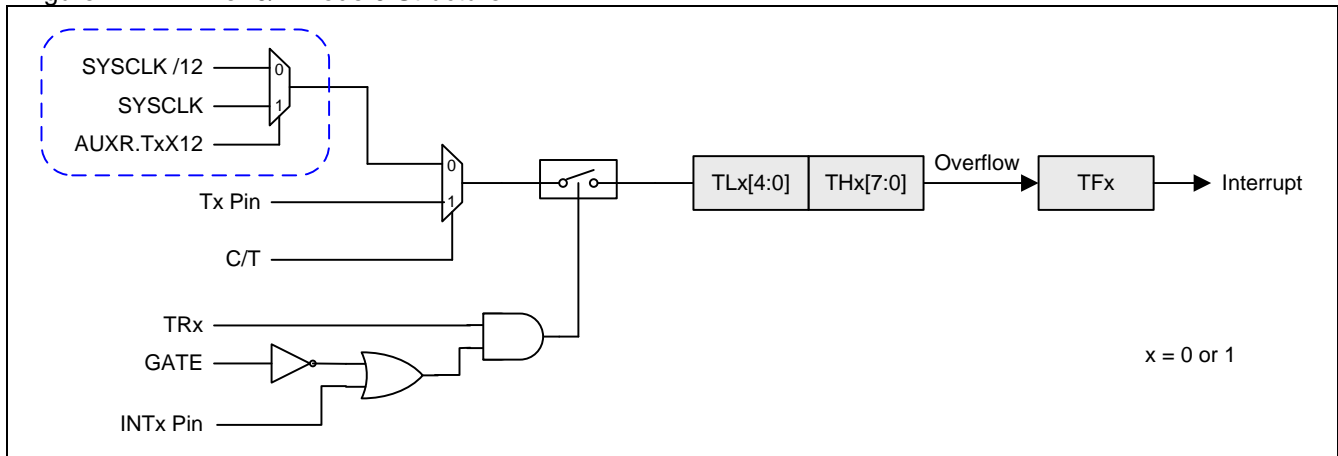 SYSCLK /12
0
SYSCLK
1
AUXR.TxX12
0
Tx Pin
1
C/T
TLx[4:0]
THx[7:0]
Overflow
TFx
Interrupt
TRx
GATE
INTx Pin
x = 0 or 1